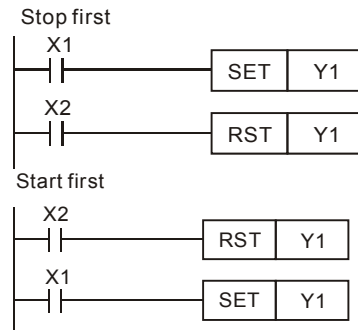 Stop first
X1
SET Y1
X2
RST Y1
Start first
X2
RST Y1
X1
SET Y1